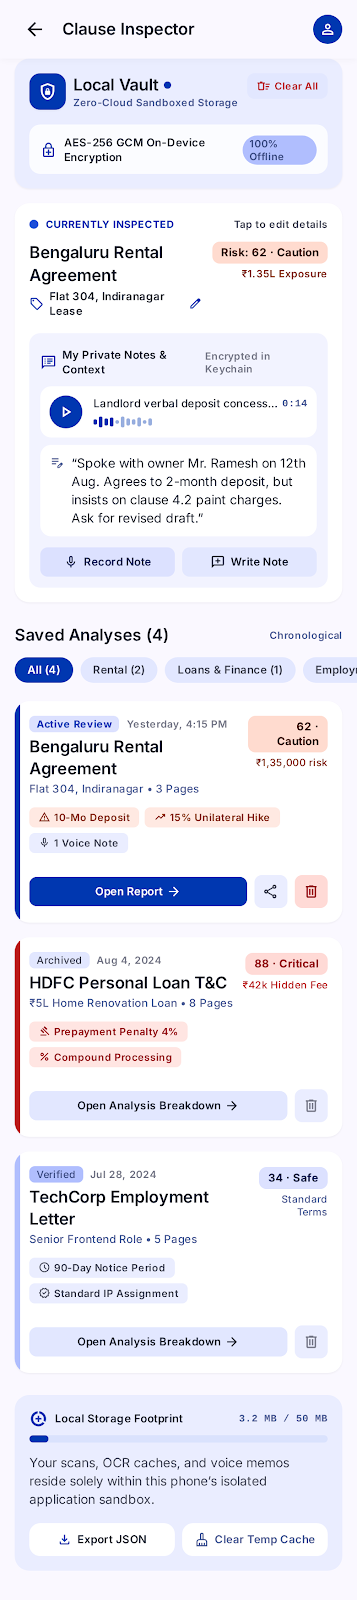 Clause Inspector
Local Vault
Clear All
Zero-Cloud Sandboxed Storage
AES-256 GCM On-Device
Encryption
100%
Offline
CURRENTLY INSPECTED
Tap to edit details
Bengaluru Rental
Agreement
Risk: 62 · Caution
₹1.35L Exposure
Flat 304, Indiranagar
Lease
My Private Notes &
Context
Encrypted in
Keychain
Landlord verbal deposit concess... 0:14
“Spoke with owner Mr. Ramesh on 12th
Aug. Agrees to 2-month deposit, but
insists on clause 4.2 paint charges.
Ask for revised draft.”
Record Note
Write Note
Saved Analyses (4)
Chronological
All (4)
Rental (2)
Loans & Finance (1)
Employ
Active Review
Yesterday, 4:15 PM
62 ·
Caution
Bengaluru Rental
Agreement
₹1,35,000 risk
Flat 304, Indiranagar • 3 Pages
10-Mo Deposit
15% Unilateral Hike
1 Voice Note
Open Report →
Archived
Aug 4, 2024
88 · Critical
HDFC Personal Loan T&C
₹42k Hidden Fee
₹5L Home Renovation Loan • 8 Pages
Prepayment Penalty 4%
Compound Processing
Open Analysis Breakdown →
Verified
Jul 28, 2024
34 · Safe
TechCorp Employment
Letter
Standard
Terms
Senior Frontend Role • 5 Pages
90-Day Notice Period
Standard IP Assignment
Open Analysis Breakdown →
Local Storage Footprint
3.2 MB / 50 MB
Your scans, OCR caches, and voice memos
reside solely within this phone’s isolated
application sandbox.
Export JSON
Clear Temp Cache